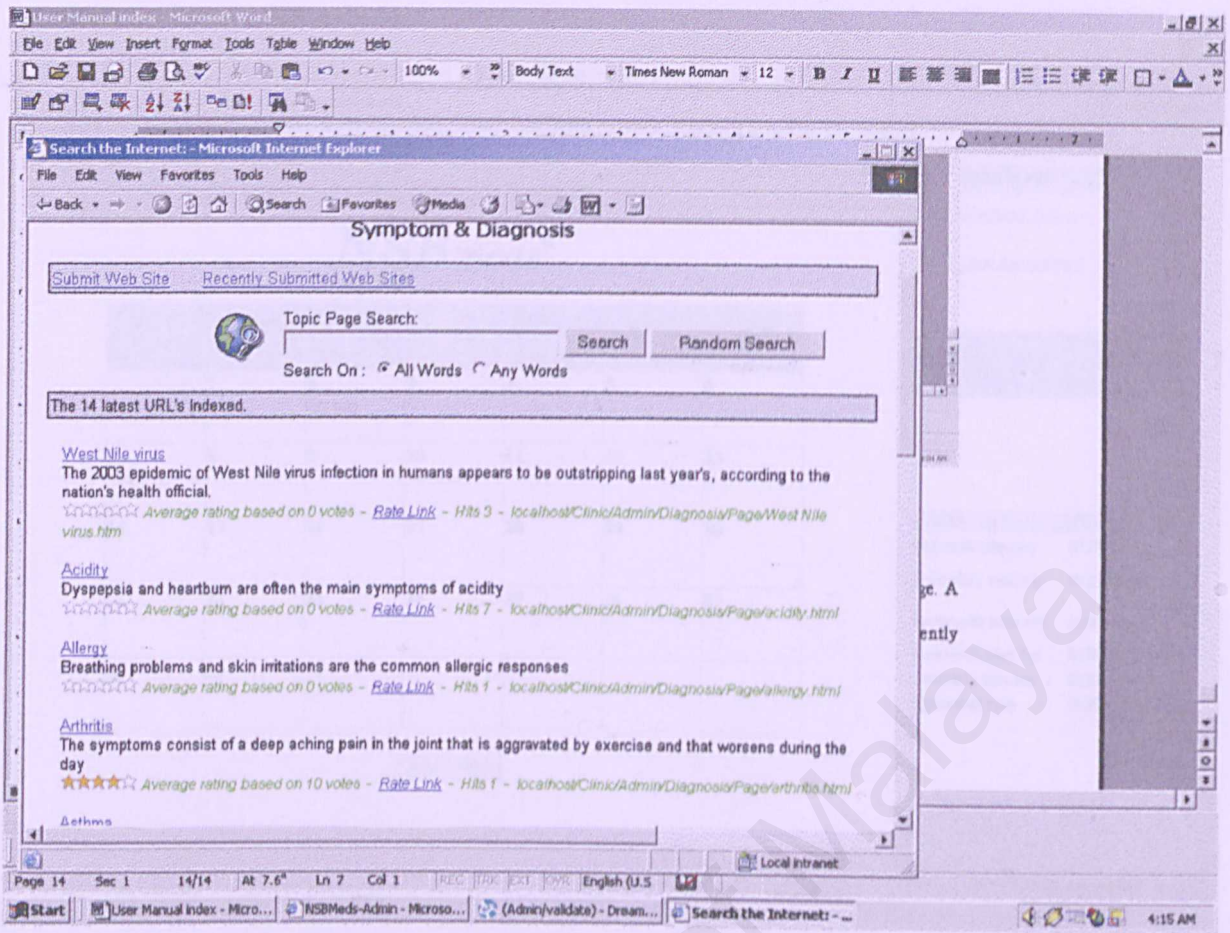 User Manual index - Microsoft Word
File Edit View Insert Format Tools Table Window Help
100% Body Text Times New Roman 12 B I U
Search the Internet: - Microsoft Internet Explorer
File Edit View Favorites Tools Help
Back Search Favorites Media
Symptom & Diagnosis
Submit Web Site Recently Submitted Web Sites
Topic Page Search:
Search Random Search
Search On : All Words Any Words
The 14 latest URL's Indexed.
West Nile virus
The 2003 epidemic of West Nile virus infection in humans appears to be outstripping last year's, according to the
nation's health official.
Average rating based on 0 votes - Rate Link - Hits 3 - localhost/Clinic/Admin/Diagnosis/Page/West Nile
virus.htm
Acidity
Dyspepsia and heartburn are often the main symptoms of acidity
Average rating based on 0 votes - Rate Link - Hits 7 - localhost/Clinic/Admin/Diagnosis/Page/acidity.html
Allergy
Breathing problems and skin irritations are the common allergic responses
Average rating based on 0 votes - Rate Link - Hits 1 - localhost/Clinic/Admin/Diagnosis/Page/allergy.html
Arthritis
The symptoms consist of a deep aching pain in the joint that is aggravated by exercise and that worsens during the
day
Average rating based on 10 votes - Rate Link - Hits 1 - localhost/Clinic/Admin/Diagnosis/Page/arthritis.html
Asthma
ge. A
ently
Local intranet
Page 14 Sec 1 14/14 At 7.6" Ln 7 Col 1 REC TRK EXT OVR English (U.S
Start User Manual index - Micro... NSBMeds-Admin - Microso... (Admin/validate) - Dream... Search the Internet: - ... 4:15 AM
Malaya